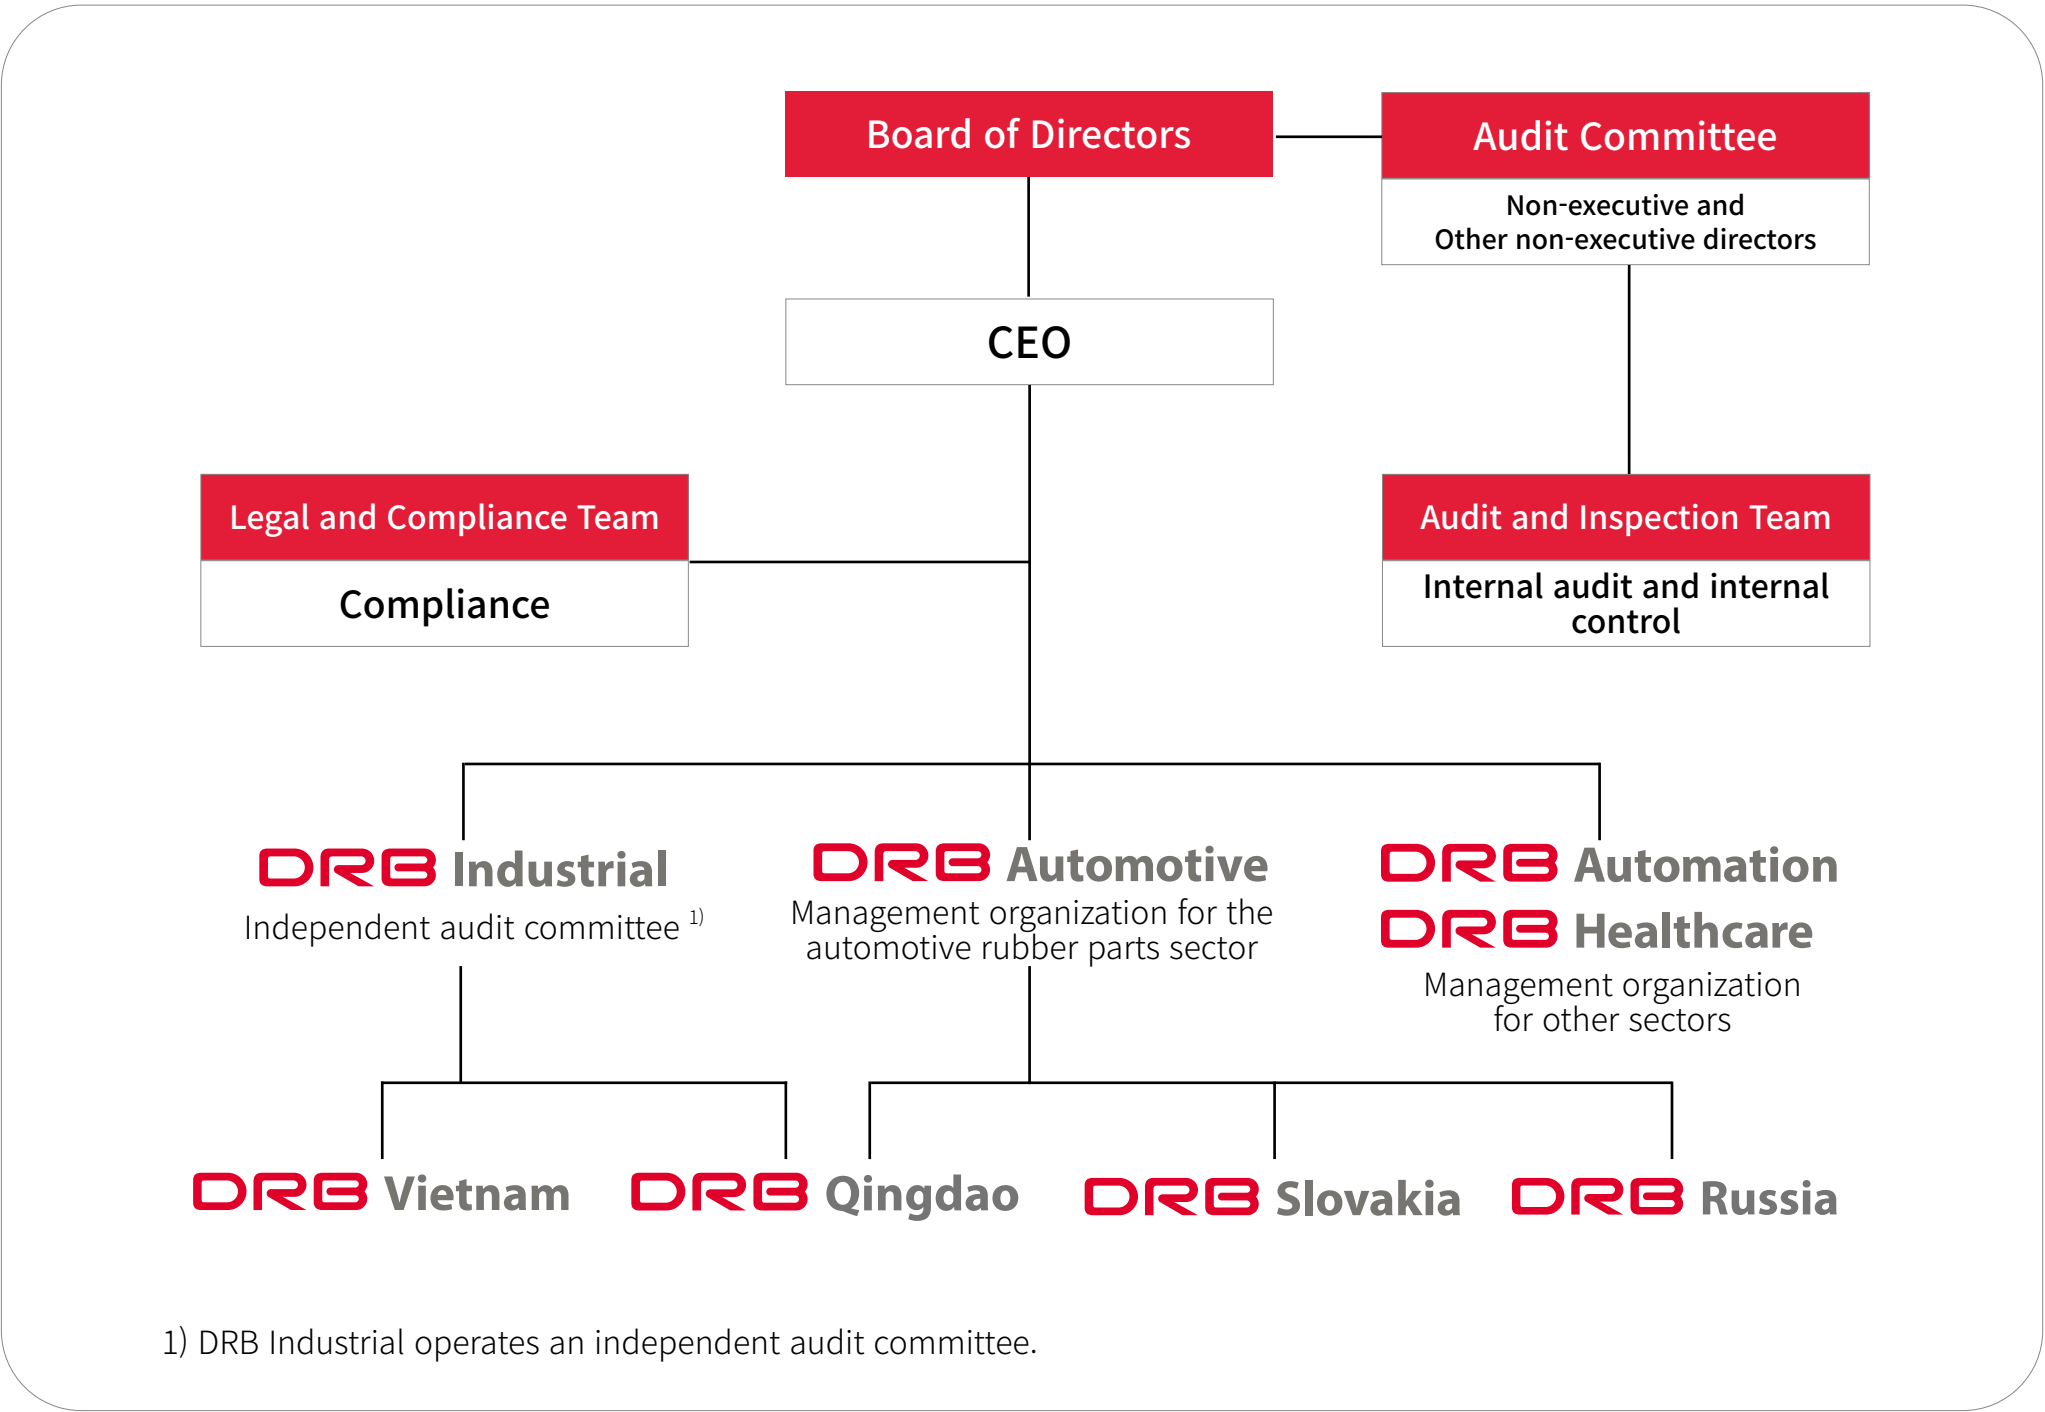 Board of Directors
Audit Committee
Non-executive and
Other non-executive directors
CEO
Legal and Compliance Team
Compliance
Audit and Inspection Team
Internal audit and internal
control
DRB Industrial
Independent audit committee 1)
DRB Automotive
Management organization for the
automotive rubber parts sector
DRB Automation
DRB Healthcare
Management organization
for other sectors
DRB Vietnam
DRB Qingdao
DRB Slovakia
DRB Russia
1) DRB Industrial operates an independent audit committee.